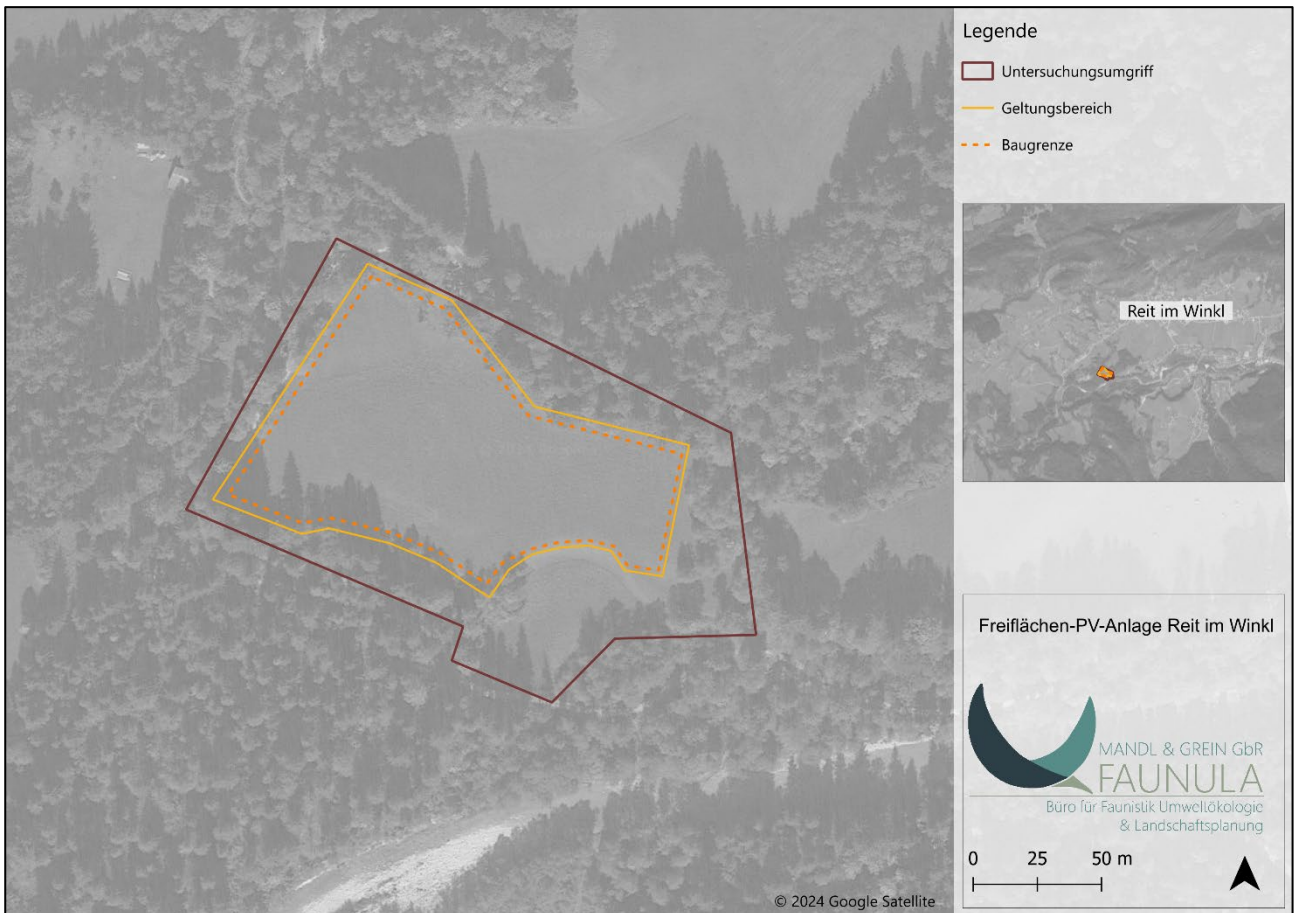 Legende
Untersuchungsumgriff
Geltungsbereich
Baugrenze
Reit im Winkl
Freiflächen-PV-Anlage Reit im Winkl
MANDL & GREIN GbR
FAUNULA
Büro für Faunistik Umweltökologie
& Landschaftsplanung
0 25 50 m
© 2024 Google Satellite